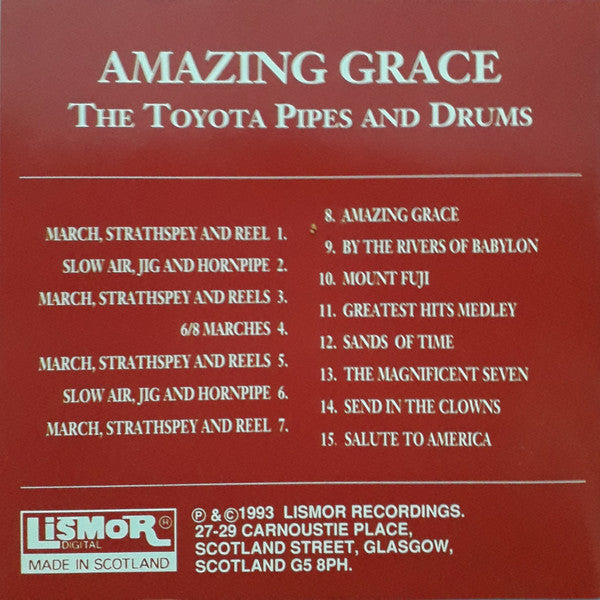 AMAZING GRACE
THE TOYOTA PIPES AND DRUMS
MARCH, STRATHSPEY AND REEL 1.
SLOW AIR, JIG AND HORNPIPE 2.
MARCH, STRATHSPEY AND REELS 3.
6/8 MARCHES 4.
MARCH, STRATHSPEY AND REELS 5.
SLOW AIR, JIG AND HORNPIPE 6.
MARCH, STRATHSPEY AND REEL 7.
8. AMAZING GRACE
9. BY THE RIVERS OF BABYLON
10. MOUNT FUJI
11. GREATEST HITS MEDLEY
12. SANDS OF TIME
13. THE MAGNIFICENT SEVEN
14. SEND IN THE CLOWNS
15. SALUTE TO AMERICA
LISMOR ®
DIGITAL
MADE IN SCOTLAND
℗ & ©1993 LISMOR RECORDINGS.
27-29 CARNOUSTIE PLACE,
SCOTLAND STREET, GLASGOW,
SCOTLAND G5 8PH.